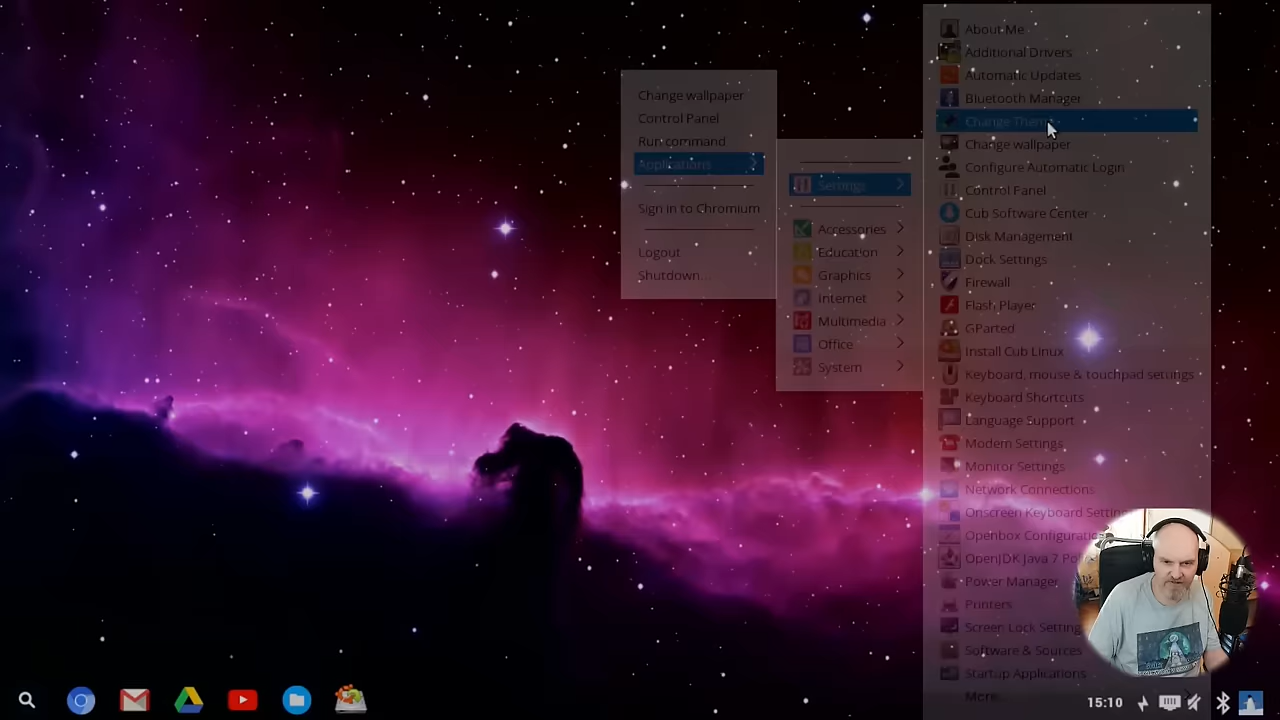 Change wallpaper
Control Panel
Run command
Applications
Sign in to Chromium
Logout
Shutdown...
Settings
Accessories
Education
Graphics
Internet
Multimedia
Office
System
About Me
Additional Drivers
Automatic Updates
Bluetooth Manager
Change Theme
Change wallpaper
Configure Automatic Login
Control Panel
Cub Software Center
Disk Management
Dock Settings
Firewall
Flash Player
GParted
Install Cub Linux
Keyboard, mouse & touchpad settings
Keyboard Shortcuts
Language Support
Modem Settings
Monitor Settings
Network Connections
Onscreen Keyboard
Openbox
OpenJDK Java 7
Power Manager
Printers
Screen Lock
Software & Sources
Startup Applications
More...
15:10